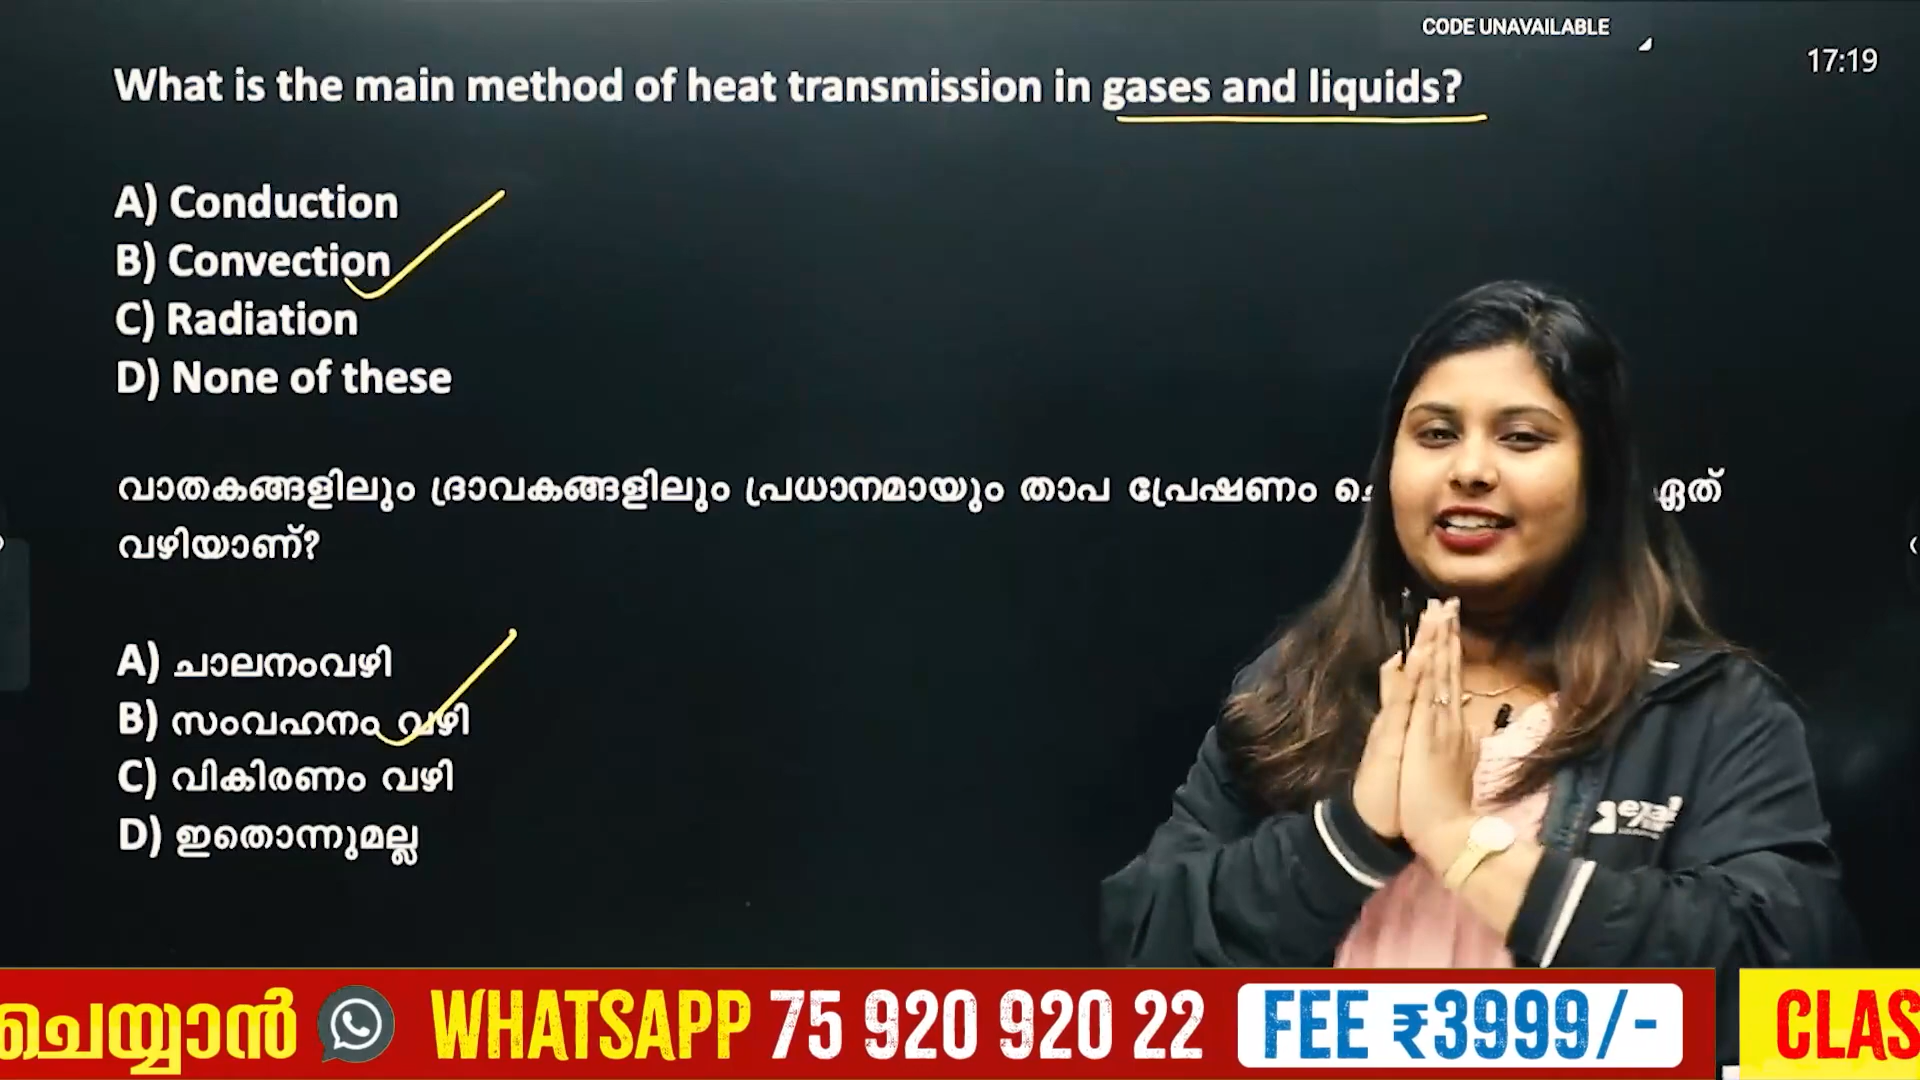 CODE UNAVAILABLE
17:19
What is the main method of heat transmission in gases and liquids?
A) Conduction
B) Convection
C) Radiation
D) None of these
വാതകങ്ങളിലും ദ്രാവകങ്ങളിലും പ്രധാനമായും താപ പ്രേഷണം ഏത്
വഴിയാണ്?
A) ചാലനംവഴി
B) സംവഹനം വഴി
C) വികിരണം വഴി
D) ഇതൊന്നുമല്ല
ചെയ്യാൻ WHATSAPP 75 920 920 22 FEE ₹3999/- CLAS